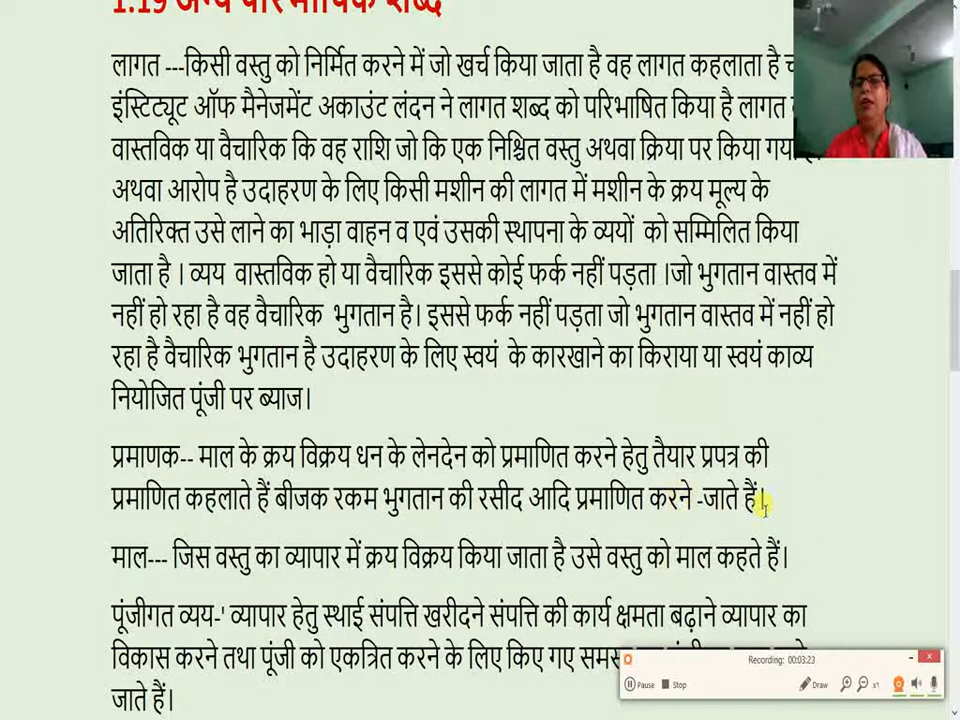 1.19 अन्य पारिभाषिक शब्द
लागत ---किसी वस्तु को निर्मित करने में जो खर्च किया जाता है वह लागत कहलाता है
इंस्टिट्यूट ऑफ मैनेजमेंट अकाउंट लंदन ने लागत शब्द को परिभाषित किया है लागत
वास्तविक या वैचारिक कि वह राशि जो कि एक निश्चित वस्तु अथवा क्रिया पर किया गया
अथवा आरोप है उदाहरण के लिए किसी मशीन की लागत में मशीन के क्रय मूल्य के
अतिरिक्त उसे लाने का भाड़ा वाहन व एवं उसकी स्थापना के व्ययों को सम्मिलित किया
जाता है । व्यय वास्तविक हो या वैचारिक इससे कोई फर्क नहीं पड़ता ।जो भुगतान वास्तव में
नहीं हो रहा है वह वैचारिक भुगतान है। इससे फर्क नहीं पड़ता जो भुगतान वास्तव में नहीं हो
रहा है वैचारिक भुगतान है उदाहरण के लिए स्वयं के कारखाने का किराया या स्वयं काव्य
नियोजित पूंजी पर ब्याज।
प्रमाणक-- माल के क्रय विक्रय धन के लेनदेन को प्रमाणित करने हेतु तैयार प्रपत्र की
प्रमाणित कहलाते हैं बीजक रकम भुगतान की रसीद आदि प्रमाणित करने -जाते हैं।
माल--- जिस वस्तु का व्यापार में क्रय विक्रय किया जाता है उसे वस्तु को माल कहते हैं।
पूंजीगत व्यय-' व्यापार हेतु स्थाई संपत्ति खरीदने संपत्ति की कार्य क्षमता बढ़ाने व्यापार का
विकास करने तथा पूंजी को एकत्रित करने के लिए किए गए
जाते हैं।
Recording: 00:03:23
Pause Stop Draw x1